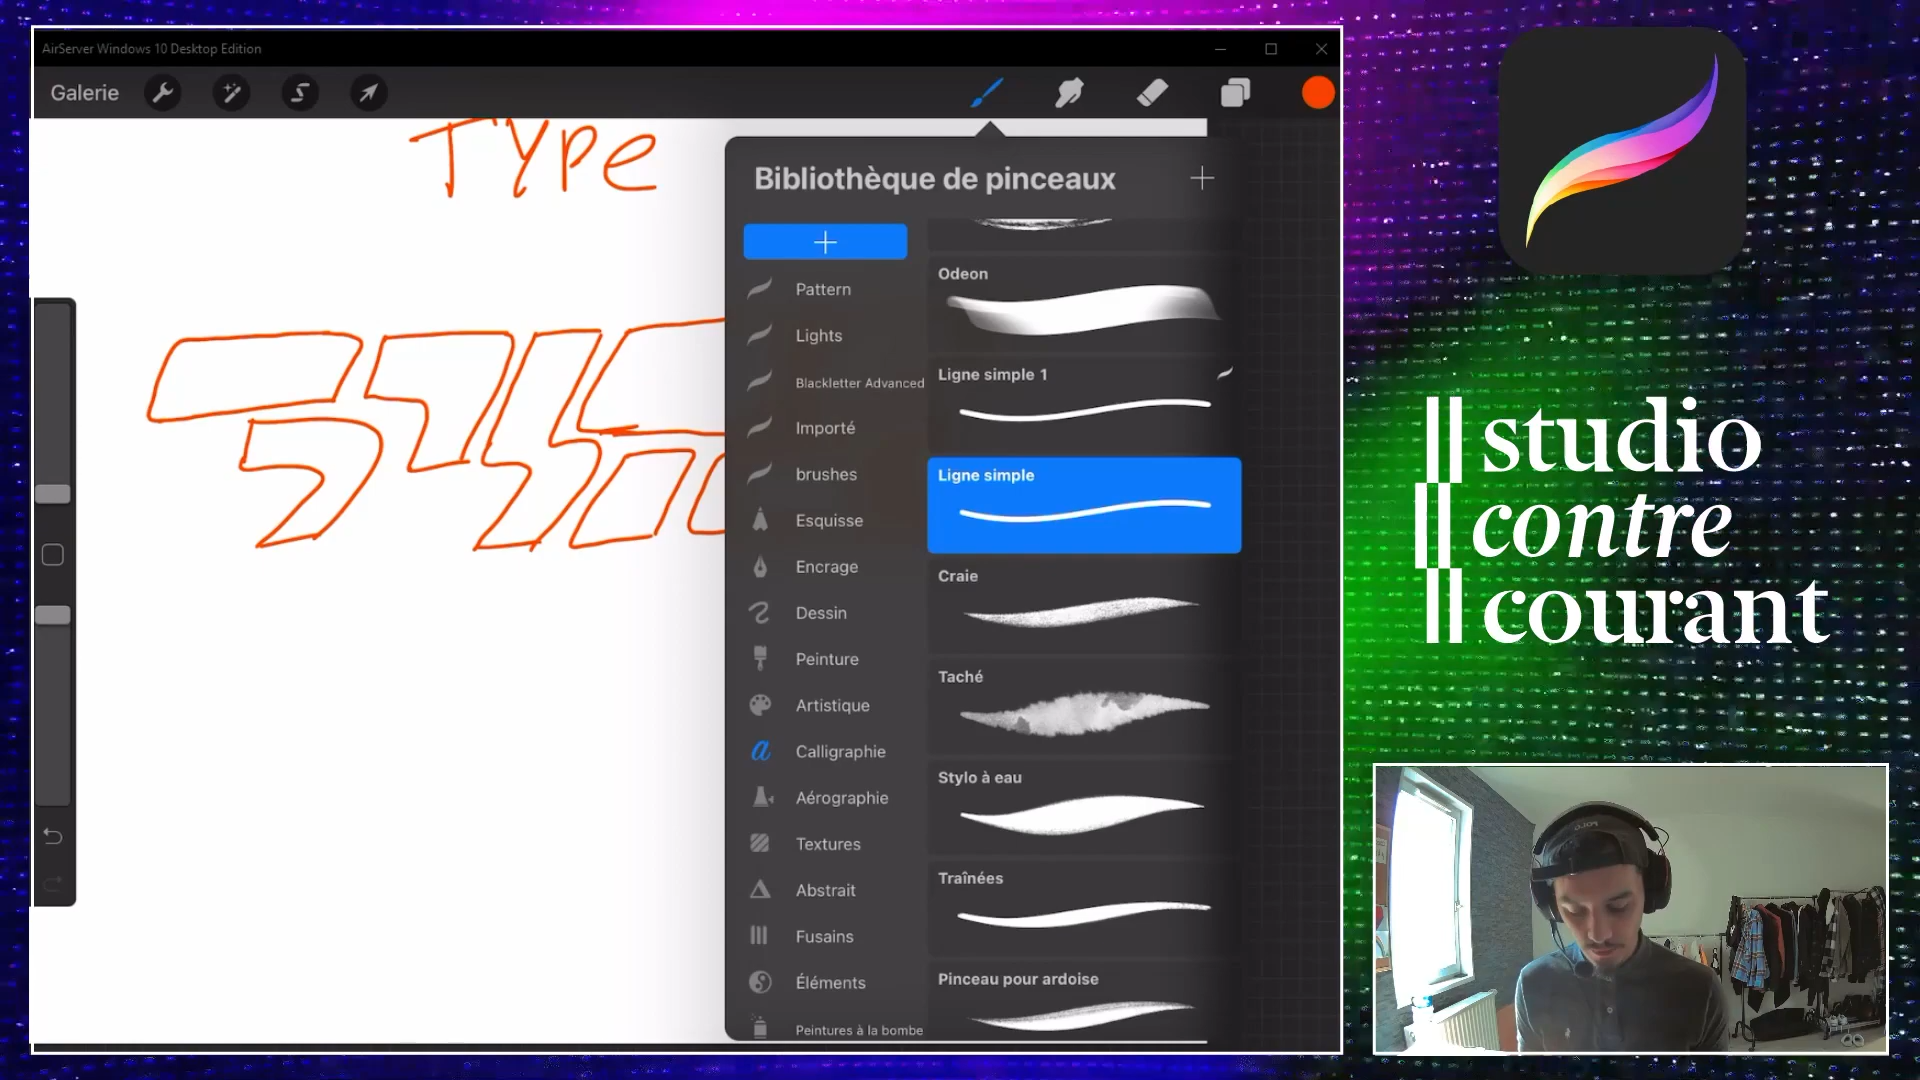 AirServer Windows 10 Desktop Edition
Galerie
TYPe
Bibliothèque de pinceaux
Pattern
Lights
Blackletter Advanced
Importé
brushes
Esquisse
Encrage
Dessin
Peinture
Artistique
Calligraphie
Aérographie
Textures
Abstrait
Fusains
Éléments
Peintures à la bombe
Odeon
Ligne simple 1
Ligne simple
Craie
Taché
Stylo à eau
Traînées
Pinceau pour ardoise
studio
contre
courant